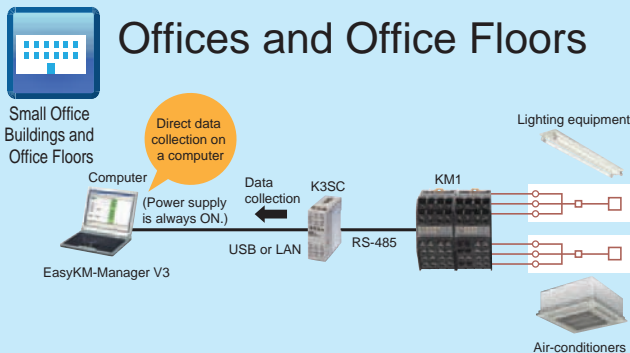 Offices and Office Floors
Small Office
Buildings and
Office Floors
Direct data
collection on
a computer
Computer
(Power supply
is always ON.)
EasyKM-Manager V3
Data
collection
USB or LAN
K3SC
RS-485
KM1
Lighting equipment
Air-conditioners